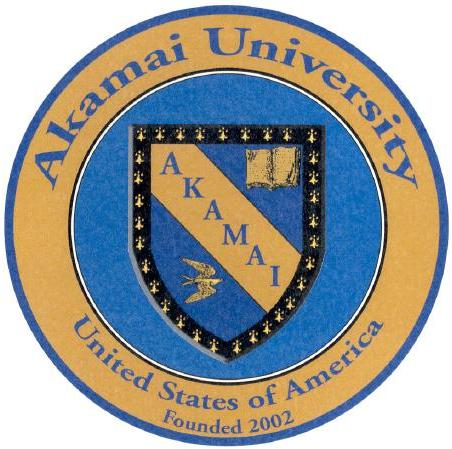 Akamai University
AKAMAI
United States of America
Founded 2002